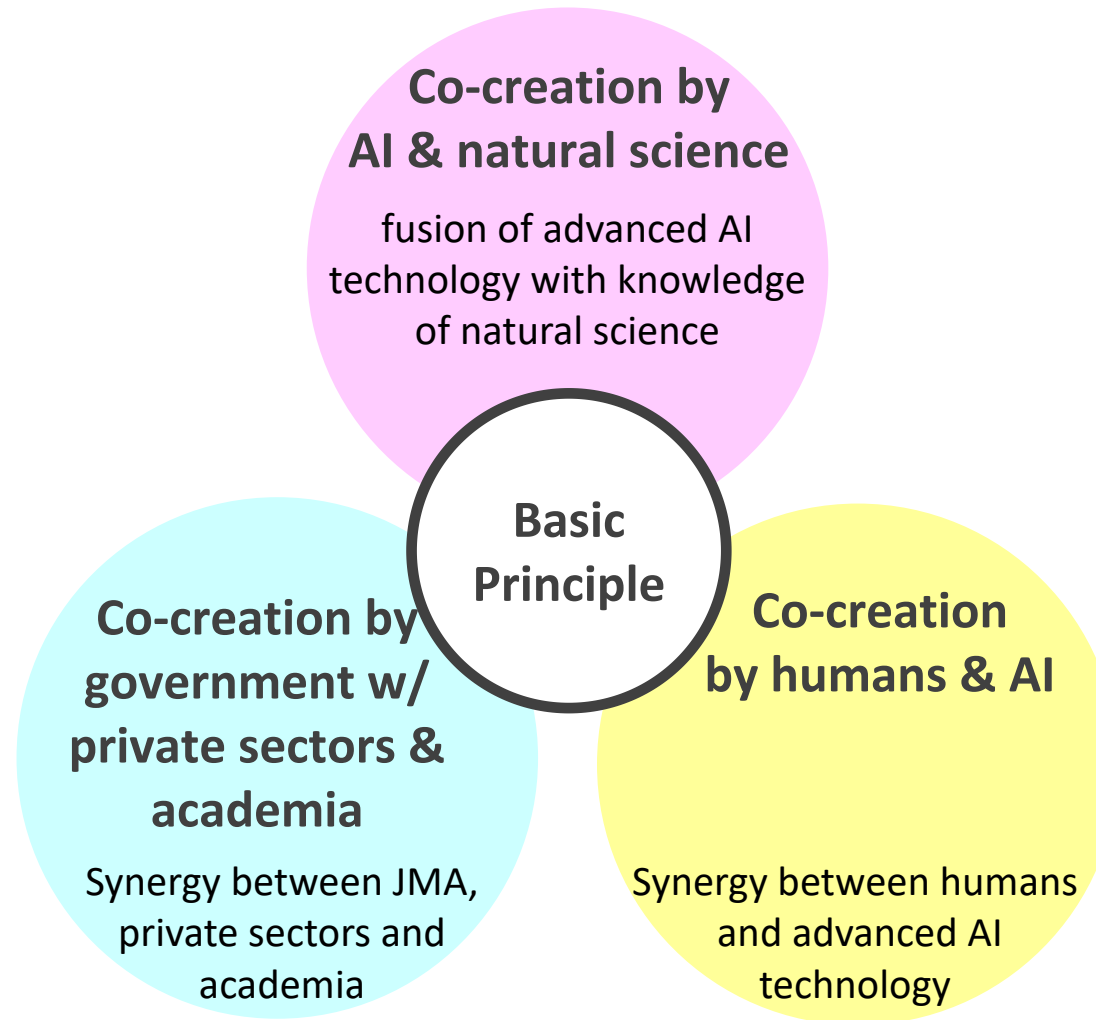 Co-creation by
AI & natural science
fusion of advanced AI
technology with knowledge
of natural science
Basic
Principle
Co-creation by
government w/
private sectors &
academia
Synergy between JMA,
private sectors and
academia
Co-creation
by humans & AI
Synergy between humans
and advanced AI
technology